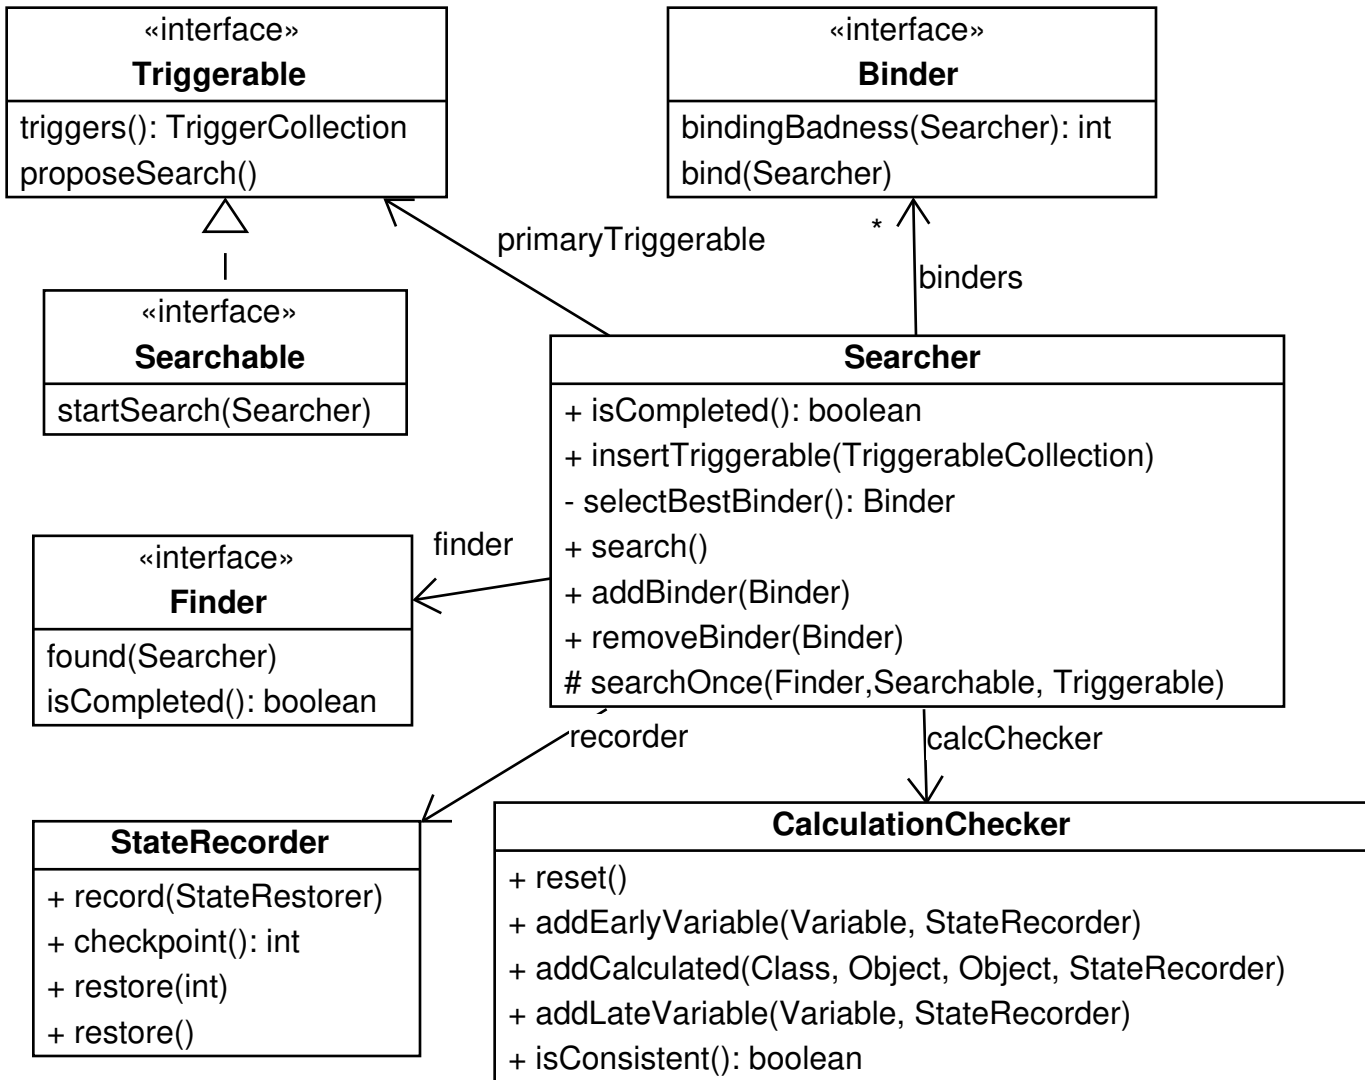 «interface»
Triggerable
triggers(): TriggerCollection
proposeSearch()
«interface»
Binder
bindingBadness(Searcher): int
bind(Searcher)
primaryTriggerable
*
binders
«interface»
Searchable
startSearch(Searcher)
Searcher
+ isCompleted(): boolean
+ insertTriggerable(TriggerableCollection)
- selectBestBinder(): Binder
+ search()
+ addBinder(Binder)
+ removeBinder(Binder)
# searchOnce(Finder,Searchable, Triggerable)
finder
«interface»
Finder
found(Searcher)
isCompleted(): boolean
recorder
calcChecker
StateRecorder
+ record(StateRestorer)
+ checkpoint(): int
+ restore(int)
+ restore()
CalculationChecker
+ reset()
+ addEarlyVariable(Variable, StateRecorder)
+ addCalculated(Class, Object, Object, StateRecorder)
+ addLateVariable(Variable, StateRecorder)
+ isConsistent(): boolean